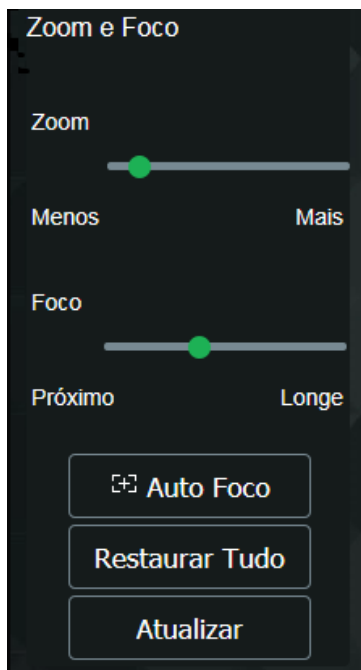 Zoom e Foco
Zoom
Menos Mais
Foco
Próximo Longe
Auto Foco
Restaurar Tudo
Atualizar